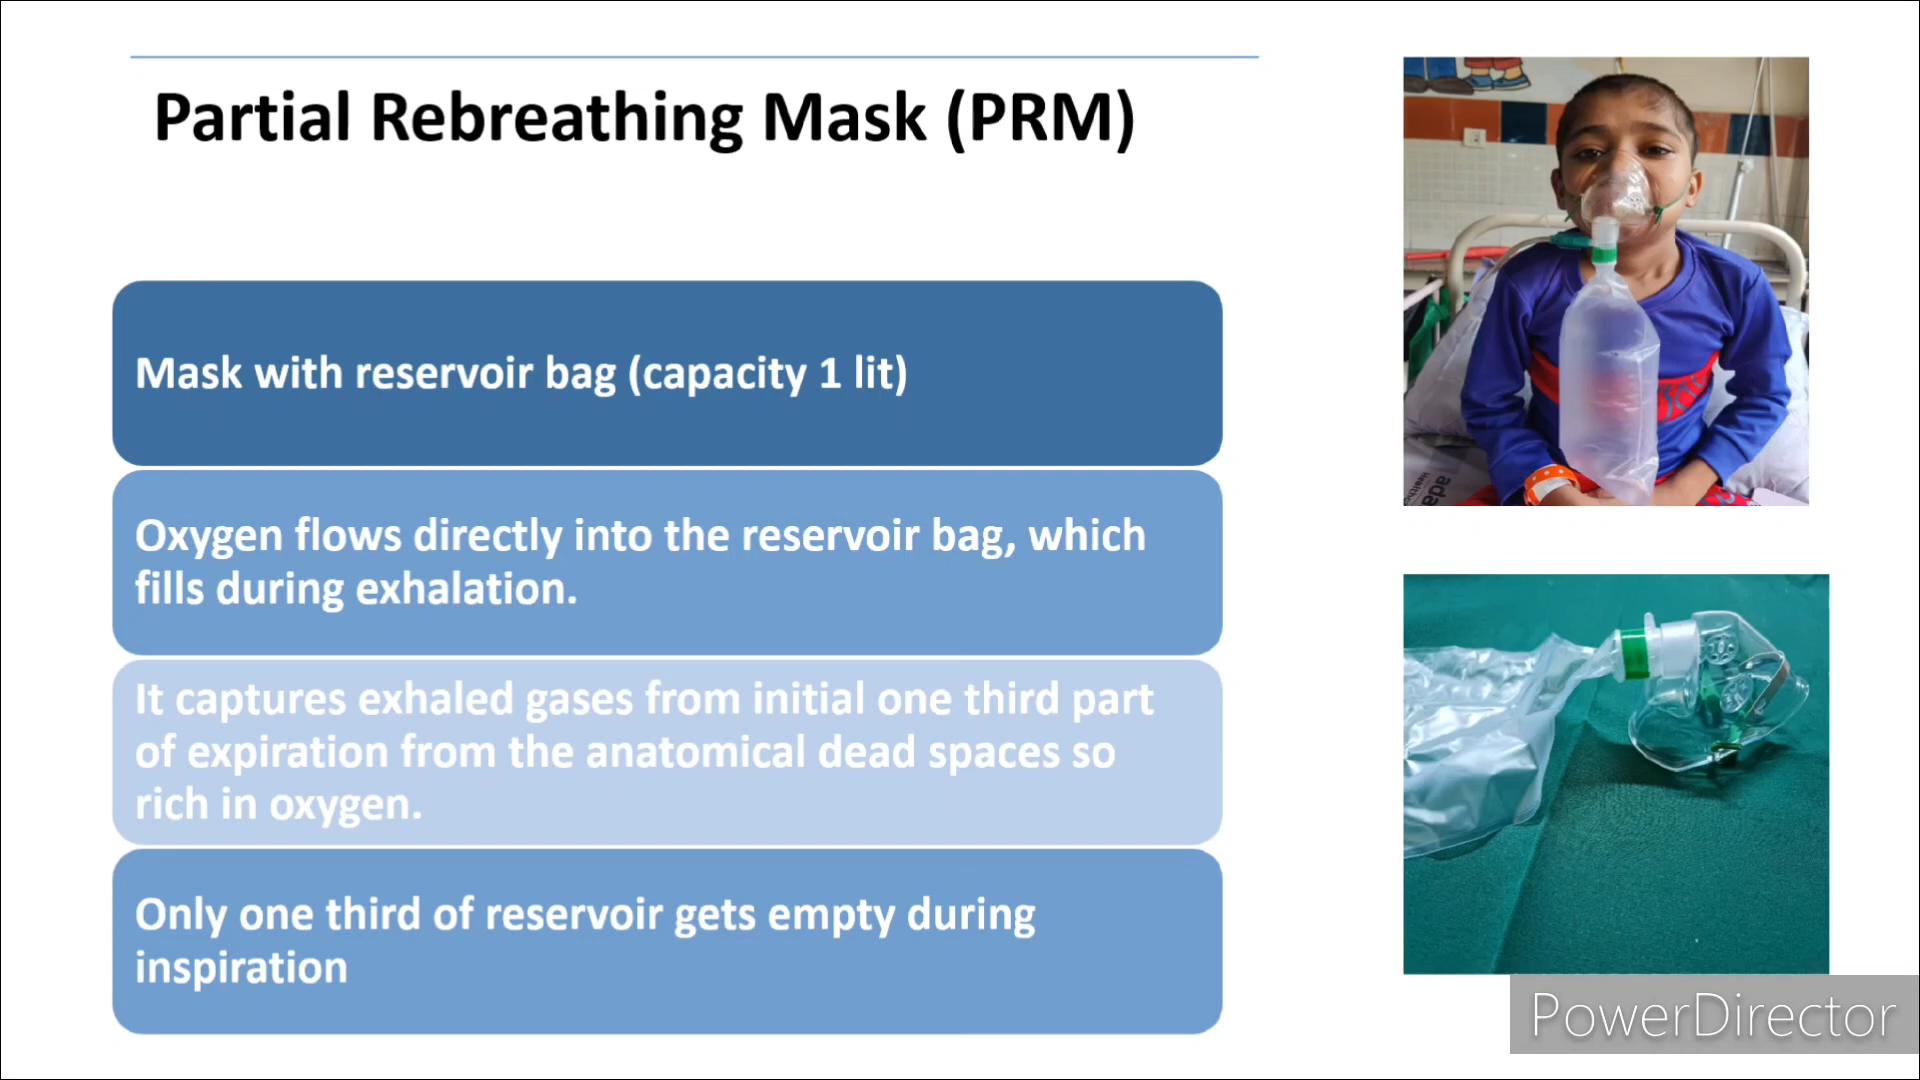 Partial Rebreathing Mask (PRM)
Mask with reservoir bag (capacity 1 lit)
Oxygen flows directly into the reservoir bag, which
fills during exhalation.
It captures exhaled gases from initial one third part
of expiration from the anatomical dead spaces so
rich in oxygen.
Only one third of reservoir gets empty during
inspiration
PowerDirector